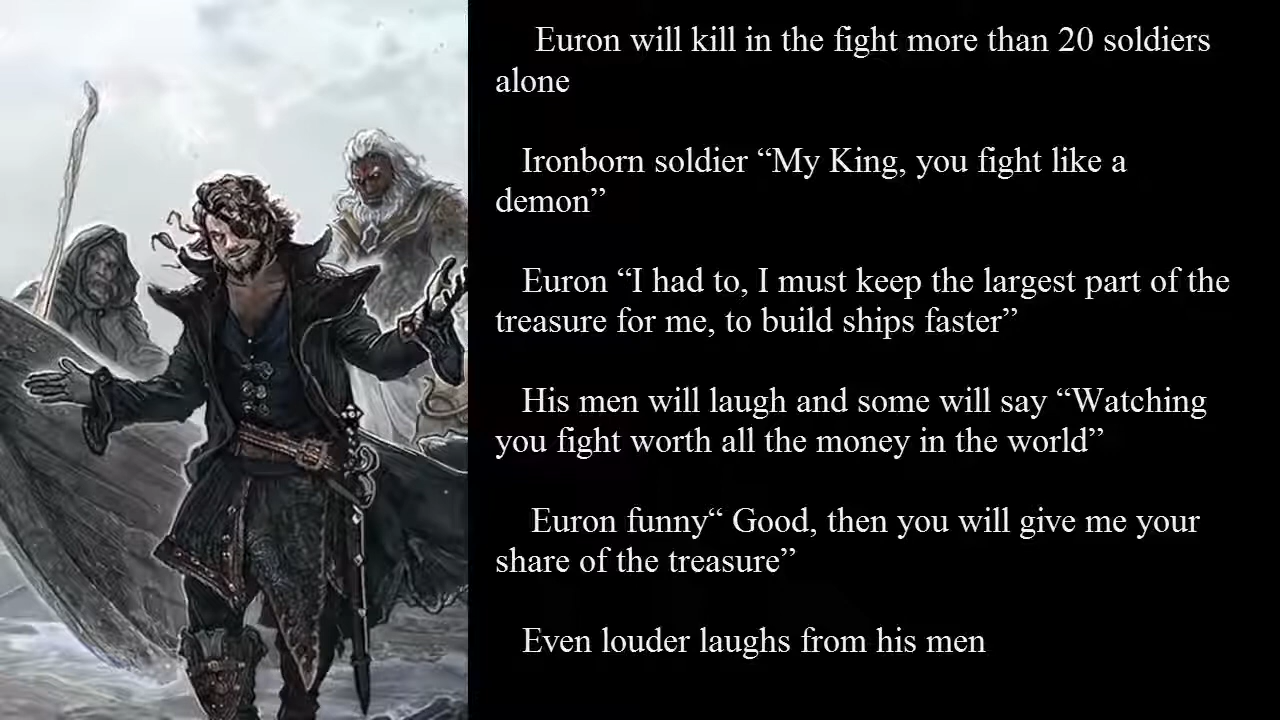 Euron will kill in the fight more than 20 soldiers
alone
Ironborn soldier “My King, you fight like a
demon”
Euron “I had to, I must keep the largest part of the
treasure for me, to build ships faster”
His men will laugh and some will say “Watching
you fight worth all the money in the world”
Euron funny“ Good, then you will give me your
share of the treasure”
Even louder laughs from his men